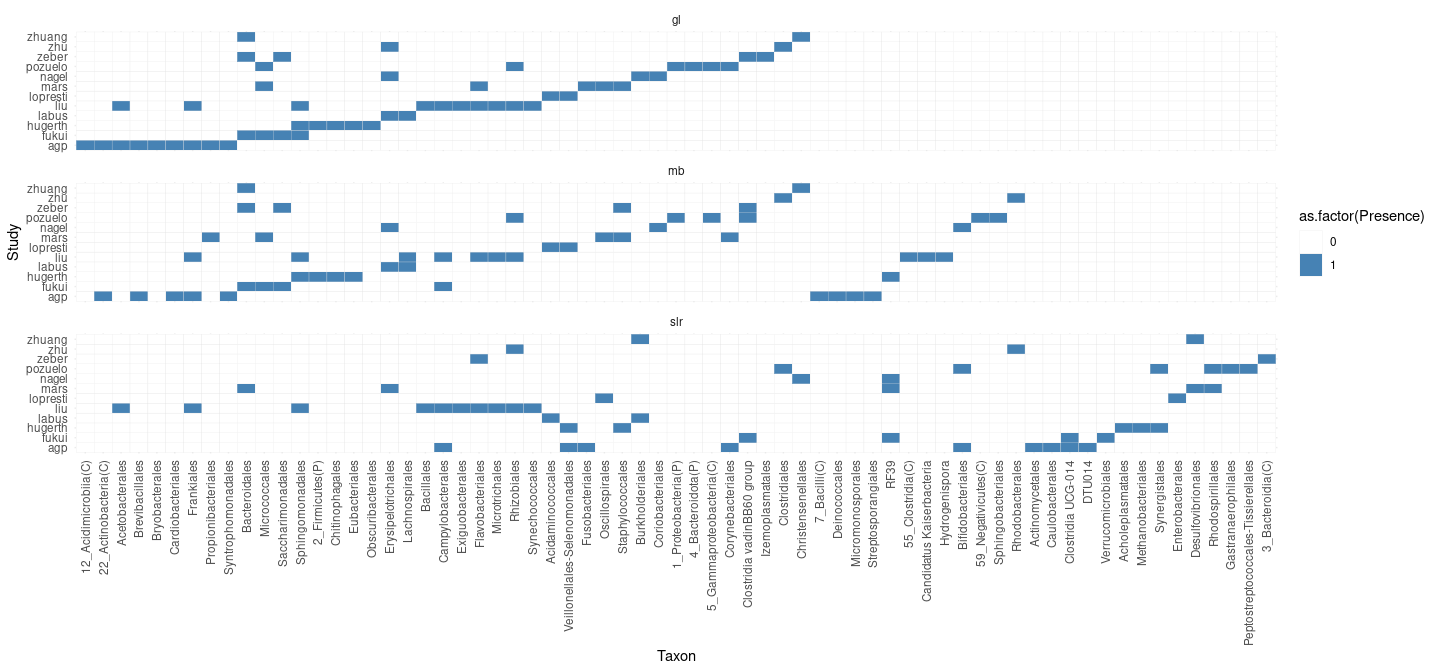 gl
zhuang
zhu
zeber
pozuelo
nagel
mars
lopresti
liu
labus
hugerth
fukui
agp
mb
zhuang
zhu
zeber
pozuelo
nagel
mars
lopresti
liu
labus
hugerth
fukui
agp
slr
zhuang
zhu
zeber
pozuelo
nagel
mars
lopresti
liu
labus
hugerth
fukui
agp
Study
12_Acidimicrobiia(C)
22_Actinobacteria(C)
Acetobacterales
Brevibacillales
Bryobacterales
Cardiobacteriales
Frankiales
Propionibacteriales
Syntrophomonadales
Bacteroidales
Micrococcales
Saccharimonadales
Sphingomonadales
2_Firmicutes(P)
Chitinophagales
Eubacteriales
Obscuribacterales
Erysipelotrichales
Lachnospirales
Bacillales
Campylobacterales
Exiguobacterales
Flavobacteriales
Microtrichales
Rhizobiales
Synechococcales
Acidaminococcales
Veillonellales-Selenomonadales
Fusobacteriales
Oscillospirales
Staphylococcales
Burkholderiales
Coriobacteriales
1_Proteobacteria(P)
4_Bacteroidota(P)
5_Gammaproteobacteria(C)
Corynebacteriales
Clostridia vadinBB60 group
Izemoplasmatales
Clostridiales
Christensenellales
7_Bacilli(C)
Deinococcales
Micromonosporales
Streptosporangiales
RF39
55_Clostridia(C)
Candidatus Kaiserbacteria
Hydrogenispora
Bifidobacteriales
59_Negativicutes(C)
Sphingobacteriales
Rhodobacterales
Actinomycetales
Caulobacterales
Clostridia UCG-014
DTU014
Verrucomicrobiales
Acholeplasmatales
Methanobacteriales
Synergistales
Enterobacterales
Desulfovibrionales
Rhodospirillales
Gastranaerophilales
Peptostreptococcales-Tissierellales
3_Bacteroidia(C)
Taxon
as.factor(Presence)
0
1